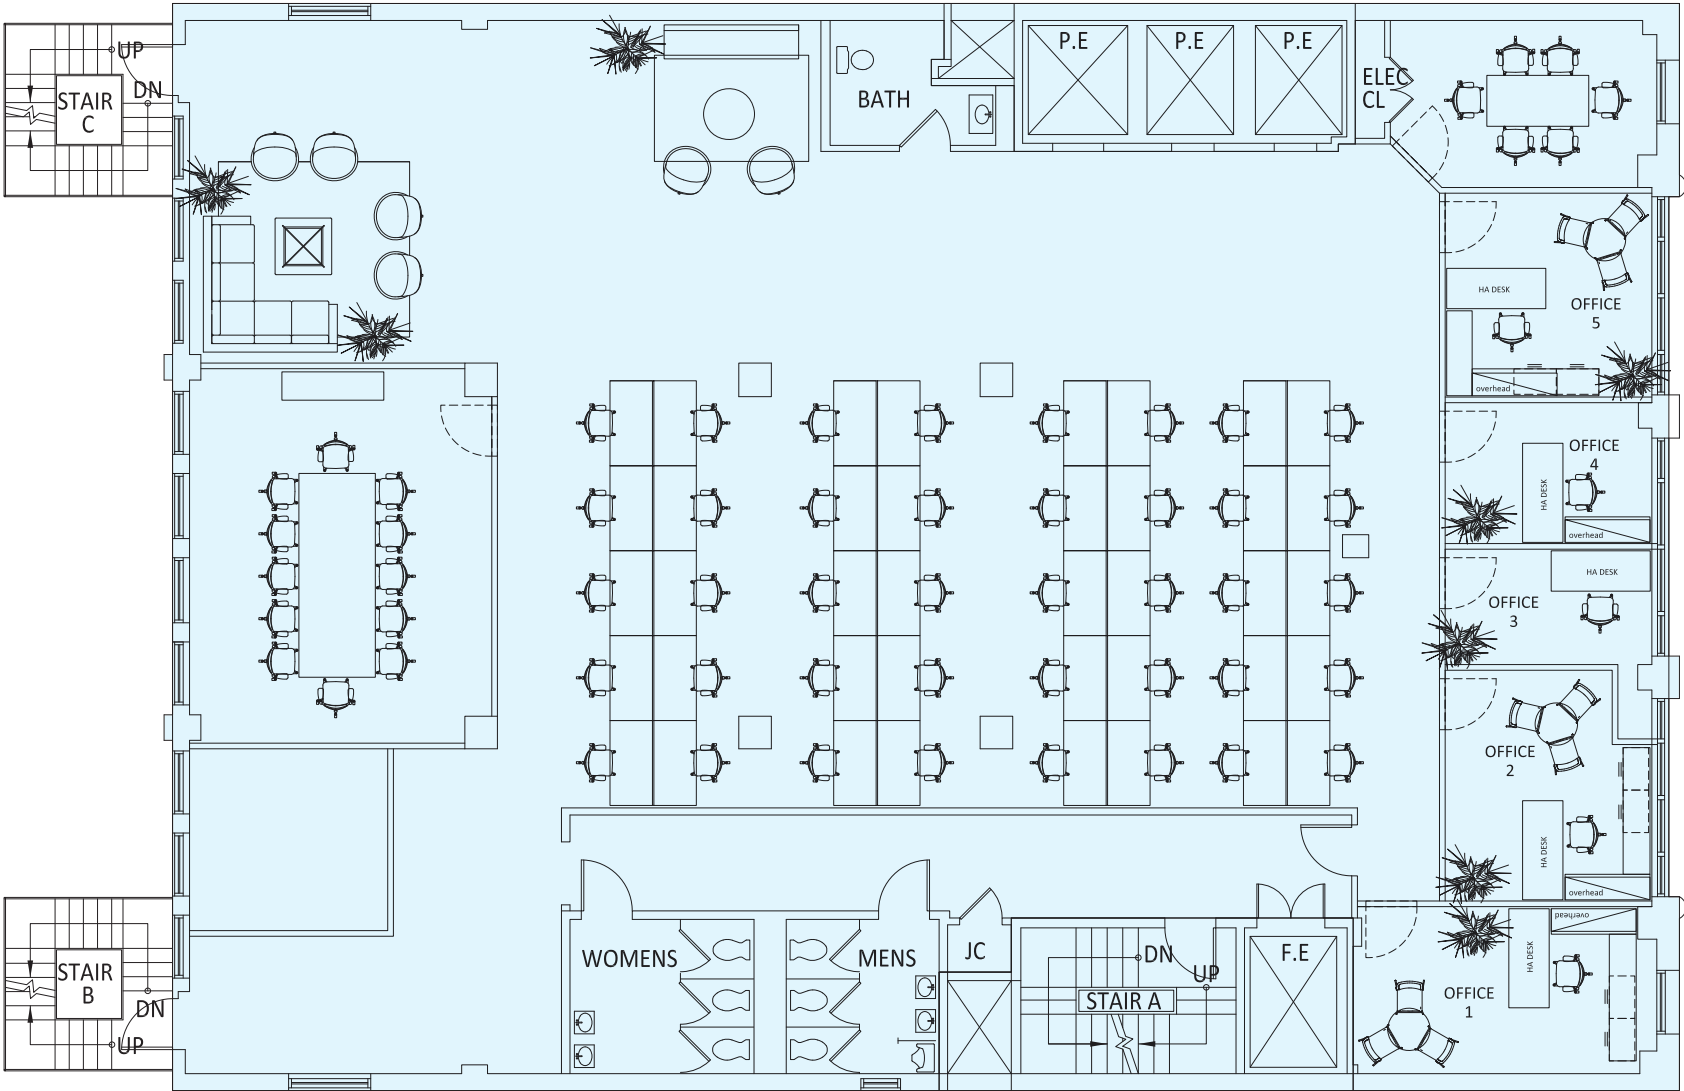 UP
DN
STAIR
C
BATH
P.E
P.E
P.E
ELEC
CL
HA DESK
OFFICE
5
overhead
OFFICE
4
HA DESK
overhead
HA DESK
OFFICE
3
OFFICE
2
HA DESK
overhead
overhead
HA DESK
OFFICE
1
WOMENS
MENS
JC
DN
UP
STAIR A
F.E
STAIR
B
DN
UP